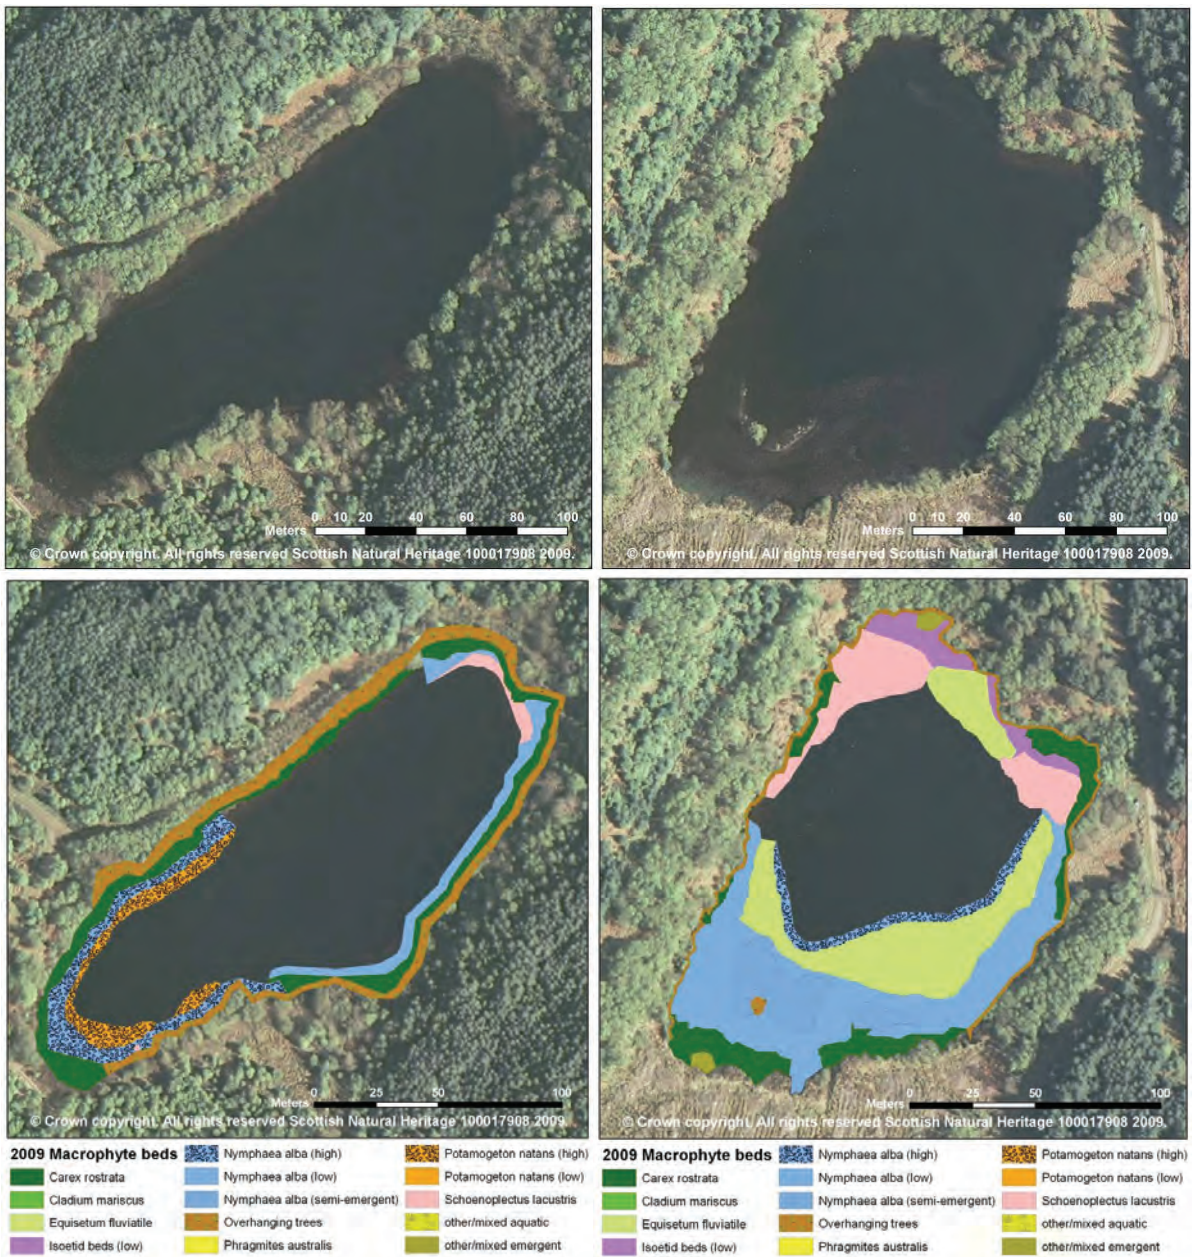 0 10 20 40 60 80 100
Meters
© Crown copyright. All rights reserved Scottish Natural Heritage 100017908 2009.
0 10 20 40 60 80 100
Meters
© Crown copyright. All rights reserved Scottish Natural Heritage 100017908 2009.
0 50 100
Meters
© Crown copyright. All rights reserved Scottish Natural Heritage 100017908 2009.
0 25 50 100
Meters
© Crown copyright. All rights reserved Scottish Natural Heritage 100017908 2009.
2009 Macrophyte beds
Carex rostrata
Cladium mariscus
Equisetum fluviatile
Isoetid beds (low)
Nymphaea alba (high)
Nymphaea alba (low)
Nymphaea alba (semi-emergent)
Overhanging trees
Phragmites australis
Potamogeton natans (high)
Potamogeton natans (low)
Schoenoplectus lacustris
other/mixed aquatic
other/mixed emergent
2009 Macrophyte beds
Carex rostrata
Cladium mariscus
Equisetum fluviatile
Isoetid beds (low)
Nymphaea alba (high)
Nymphaea alba (low)
Nymphaea alba (semi-emergent)
Overhanging trees
Phragmites australis
Potamogeton natans (high)
Potamogeton natans (low)
Schoenoplectus lacustris
other/mixed aquatic
other/mixed emergent